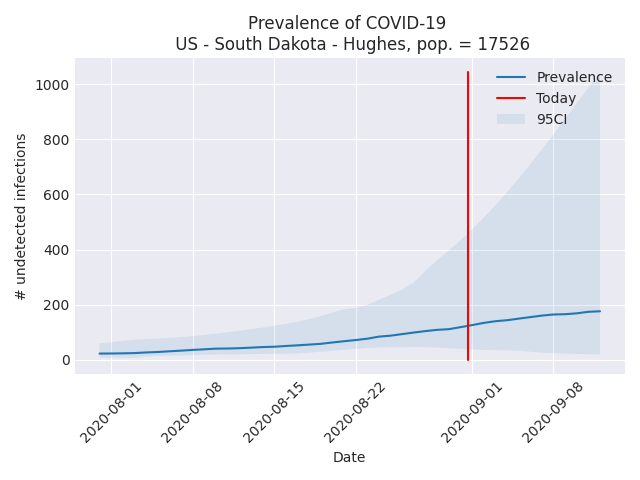 Prevalence of COVID-19
US - South Dakota - Hughes, pop. = 17526
Prevalence
Today
95CI
# undetected infections
1000
800
600
400
200
0
2020-08-01
2020-08-08
2020-08-15
2020-08-22
2020-09-01
2020-09-08
Date